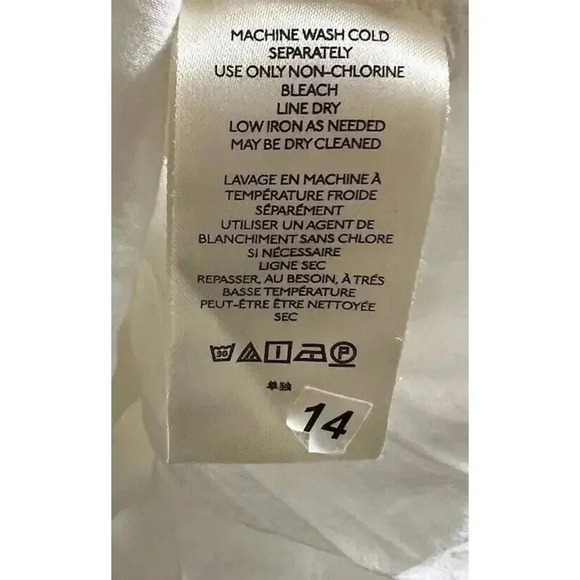 MACHINE WASH COLD
SEPARATELY
USE ONLY NON-CHLORINE
BLEACH
LINE DRY
LOW IRON AS NEEDED
MAY BE DRY CLEANED
LAVAGE EN MACHINE À
TEMPÉRATURE FROIDE
SÉPARÉMENT
UTILISER UN AGENT DE
BLANCHIMENT SANS CHLORE
SI NÉCESSAIRE
LIGNE SEC
REPASSER, AU BESOIN, À TRÉS
BASSE TEMPÉRATURE
PEUT-ÊTRE ÊTRE NETTOYÉE
SEC
30 P
14